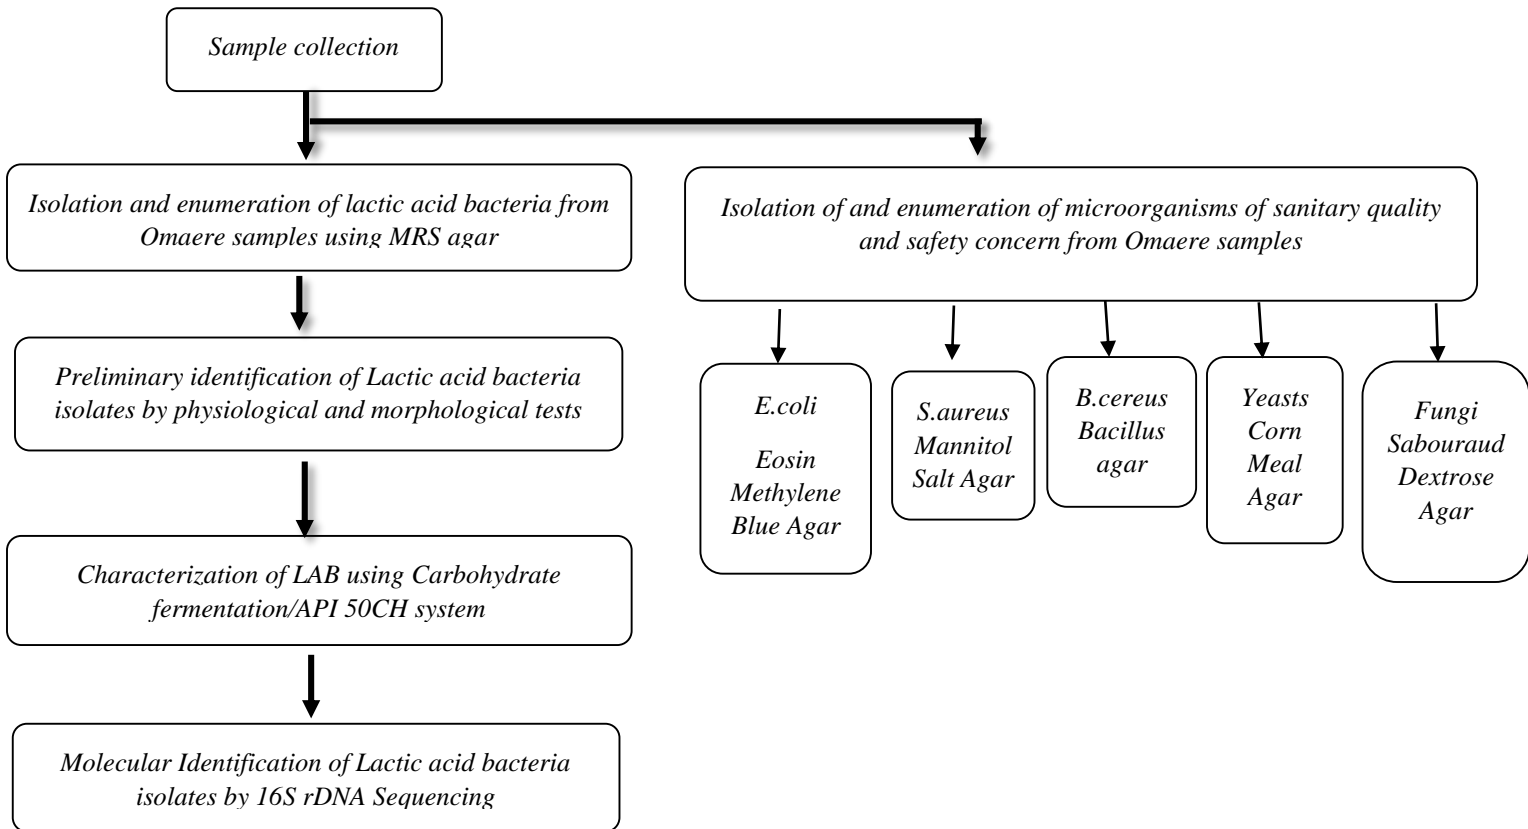 Sample collection
Isolation and enumeration of lactic acid bacteria from
Omaere samples using MRS agar
Isolation of and enumeration of microorganisms of sanitary quality
and safety concern from Omaere samples
Preliminary identification of Lactic acid bacteria
isolates by physiological and morphological tests
E.coli
Eosin
Methylene
Blue Agar
S.aureus
Mannitol
Salt Agar
B.cereus
Bacillus
agar
Yeasts
Corn
Meal
Agar
Fungi
Sabouraud
Dextrose
Agar
Characterization of LAB using Carbohydrate
fermentation/API 50CH system
Molecular Identification of Lactic acid bacteria
isolates by 16S rDNA Sequencing